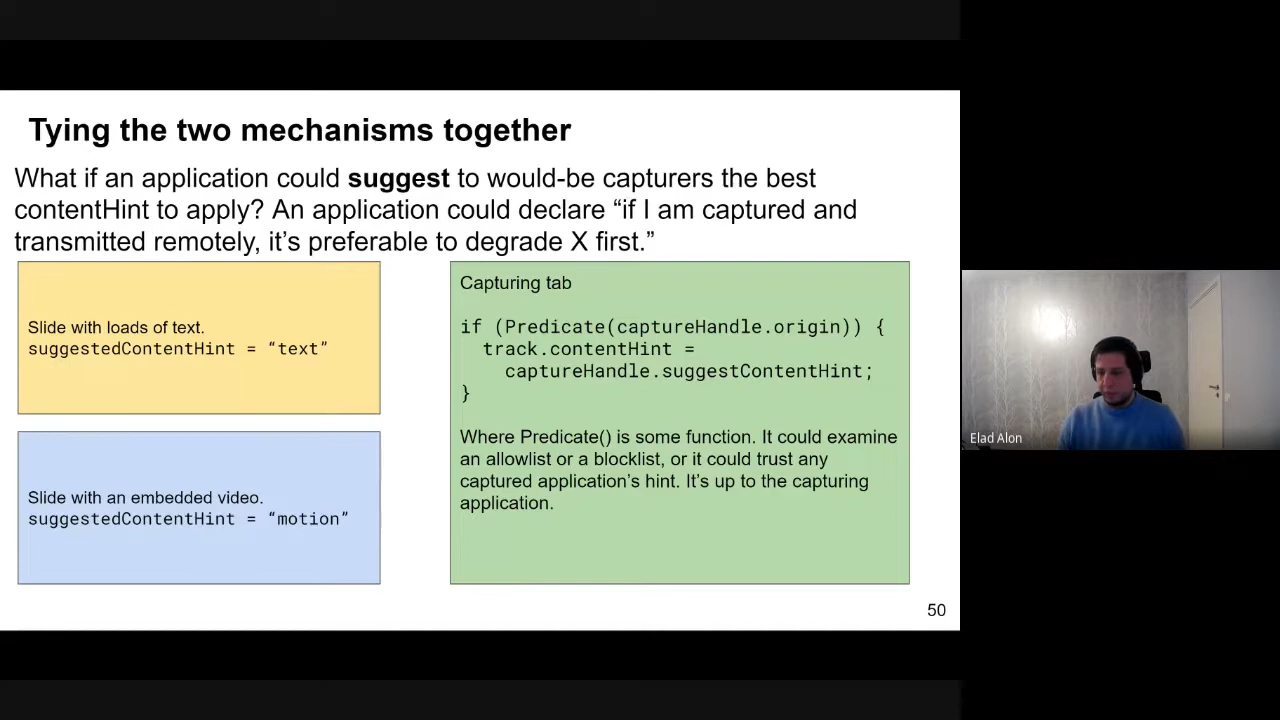 Tying the two mechanisms together
What if an application could suggest to would-be capturers the best
contentHint to apply? An application could declare “if I am captured and
transmitted remotely, it’s preferable to degrade X first.”
Slide with loads of text.
suggestedContentHint = “text”
Slide with an embedded video.
suggestedContentHint = “motion”
Capturing tab
if (Predicate(captureHandle.origin)) {
track.contentHint =
captureHandle.suggestContentHint;
}
Where Predicate() is some function. It could examine
an allowlist or a blocklist, or it could trust any
captured application’s hint. It’s up to the capturing
application.
50
Elad Alon